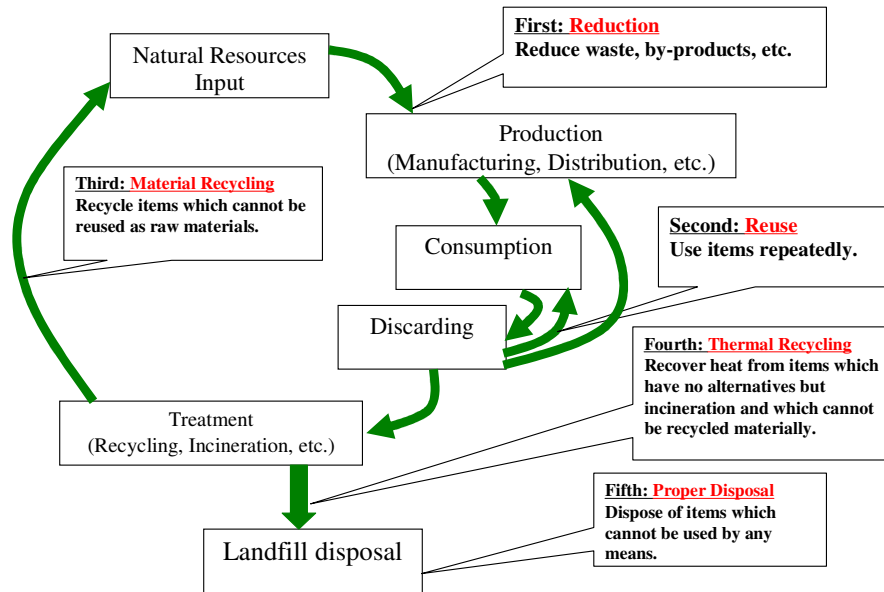 First: Reduction
Reduce waste, by-products, etc.
Natural Resources
Input
Production
(Manufacturing, Distribution, etc.)
Third: Material Recycling
Recycle items which cannot be
reused as raw materials.
Second: Reuse
Use items repeatedly.
Consumption
Discarding
Fourth: Thermal Recycling
Recover heat from items which
have no alternatives but
incineration and which cannot
be recycled materially.
Treatment
(Recycling, Incineration, etc.)
Fifth: Proper Disposal
Dispose of items which
cannot be used by any
means.
Landfill disposal